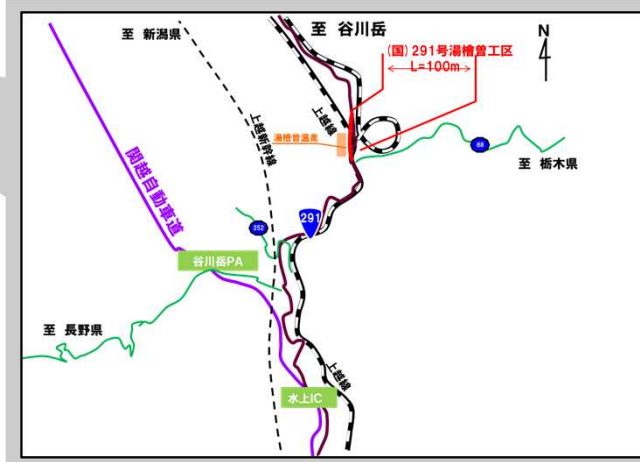 至 谷川岳
至 新潟県
(国)291号湯檜曽工区
L=100m
N
上越線
上越新幹線
湯檜曽温泉
68
至 栃木県
関越自動車道
291
252
谷川岳PA
至 長野県
上越線
水上IC